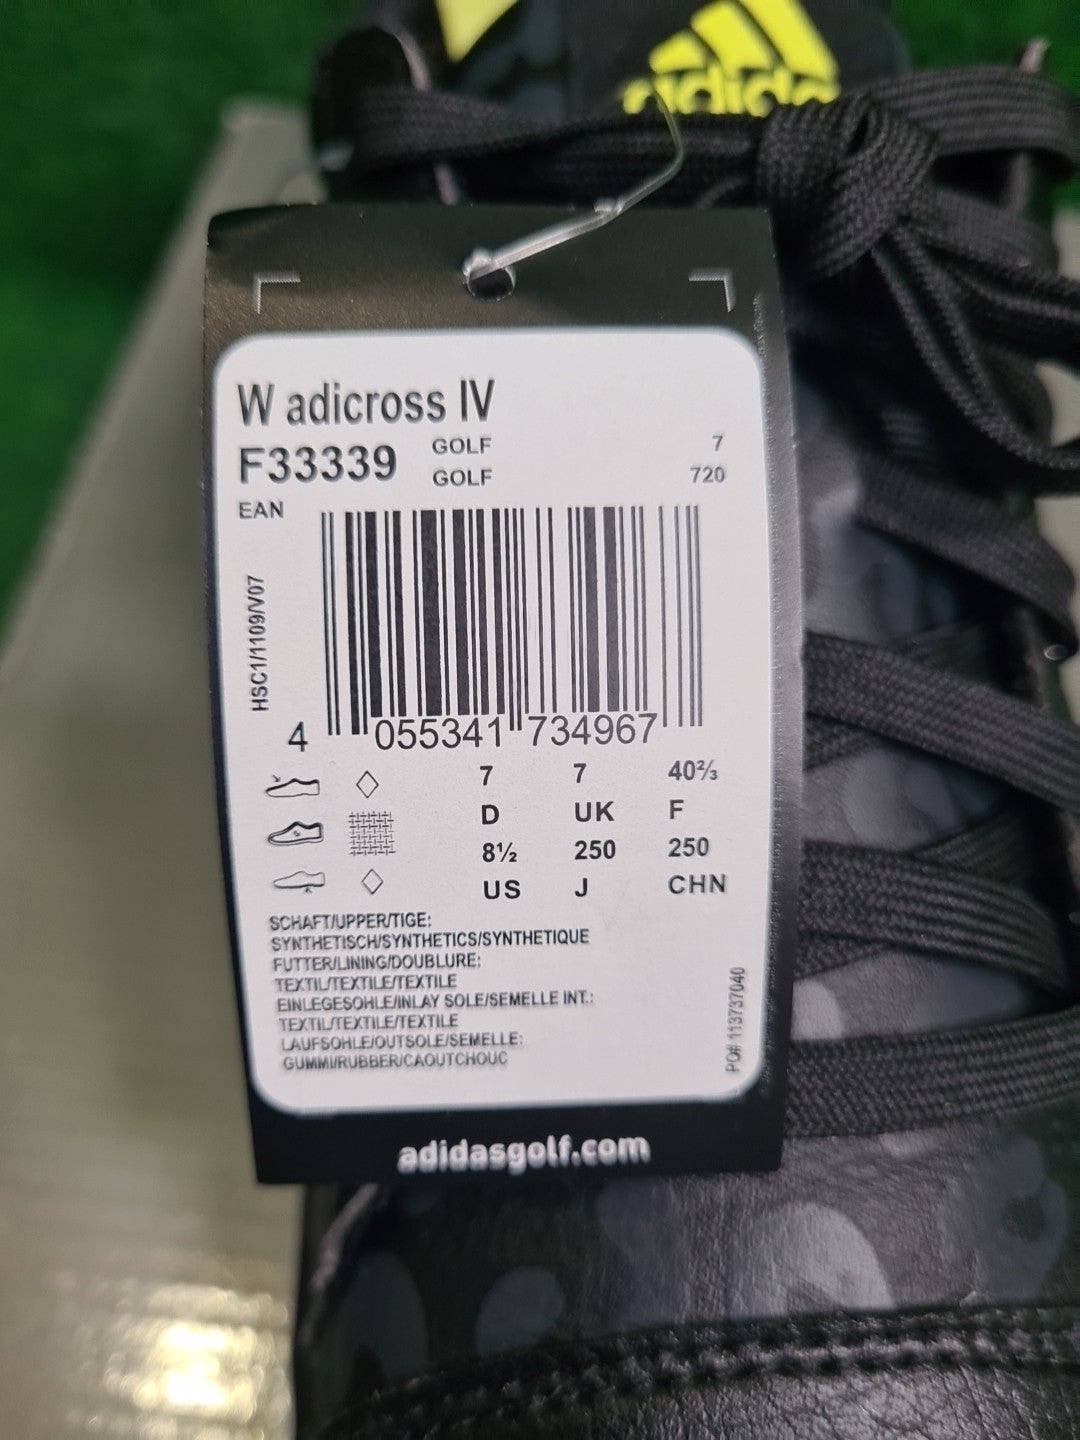 adidas
W adicross IV
F33339 GOLF 7
GOLF 720
EAN
HSC1/1109/V07
4 055341 734967
7 7 40⅔
D UK F
8½ 250 250
US J CHN
SCHAFT/UPPER/TIGE:
SYNTHETISCH/SYNTHETICS/SYNTHETIQUE
FUTTER/LINING/DOUBLURE:
TEXTIL/TEXTILE/TEXTILE
EINLEGESOHLE/INLAY SOLE/SEMELLE INT.:
TEXTIL/TEXTILE/TEXTILE
LAUFSOHLE/OUTSOLE/SEMELLE:
GUMMI/RUBBER/CAOUTCHOUC
PO# 113737040
adidasgolf.com